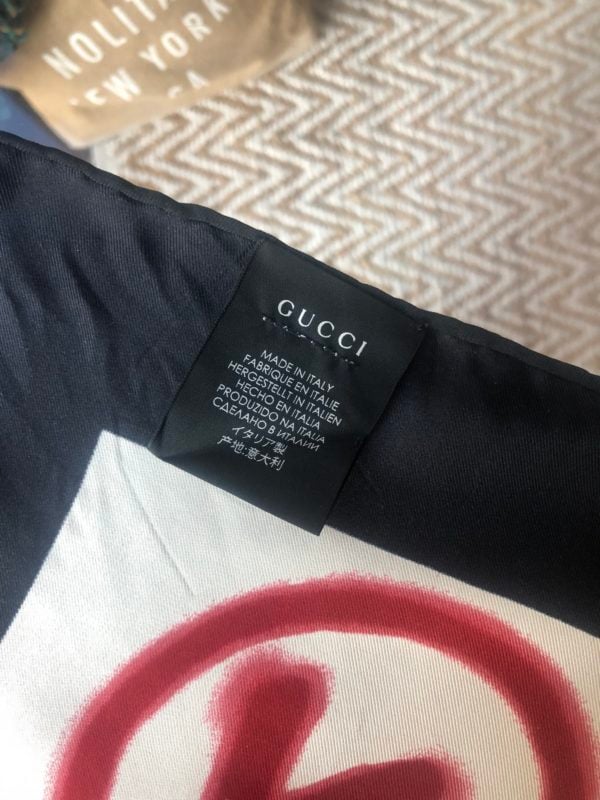 NOLITA
NEW YORK
GUCCI
MADE IN ITALY
FABRIQUE EN ITALIE
HERGESTELLT IN ITALIEN
HECHO EN ITALIA
PRODUZIDO NA ITALIA
СДЕЛАНО В ИТАЛИИ
イタリア製
产地:意大利